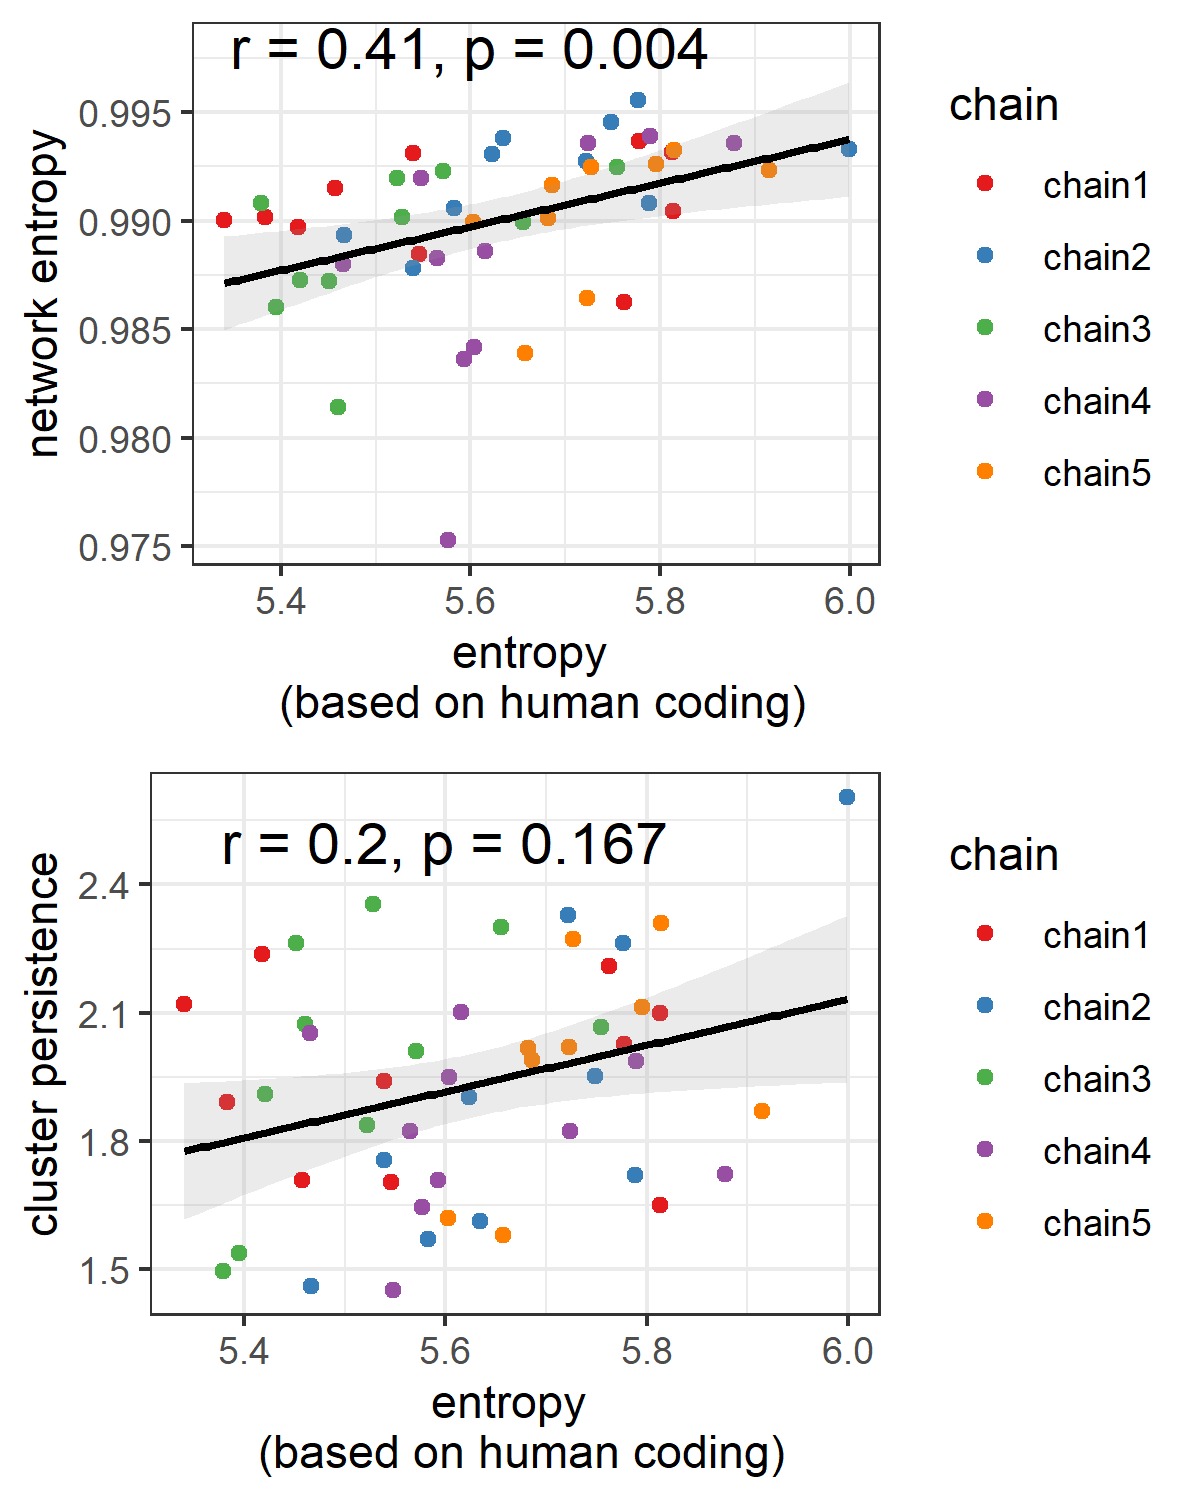 r = 0.41, p = 0.004
0.995
0.990
0.985
0.980
0.975
network entropy
5.4 5.6 5.8 6.0
entropy
(based on human coding)
chain
chain1
chain2
chain3
chain4
chain5
r = 0.2, p = 0.167
2.4
2.1
1.8
1.5
cluster persistence
5.4 5.6 5.8 6.0
entropy
(based on human coding)
chain
chain1
chain2
chain3
chain4
chain5